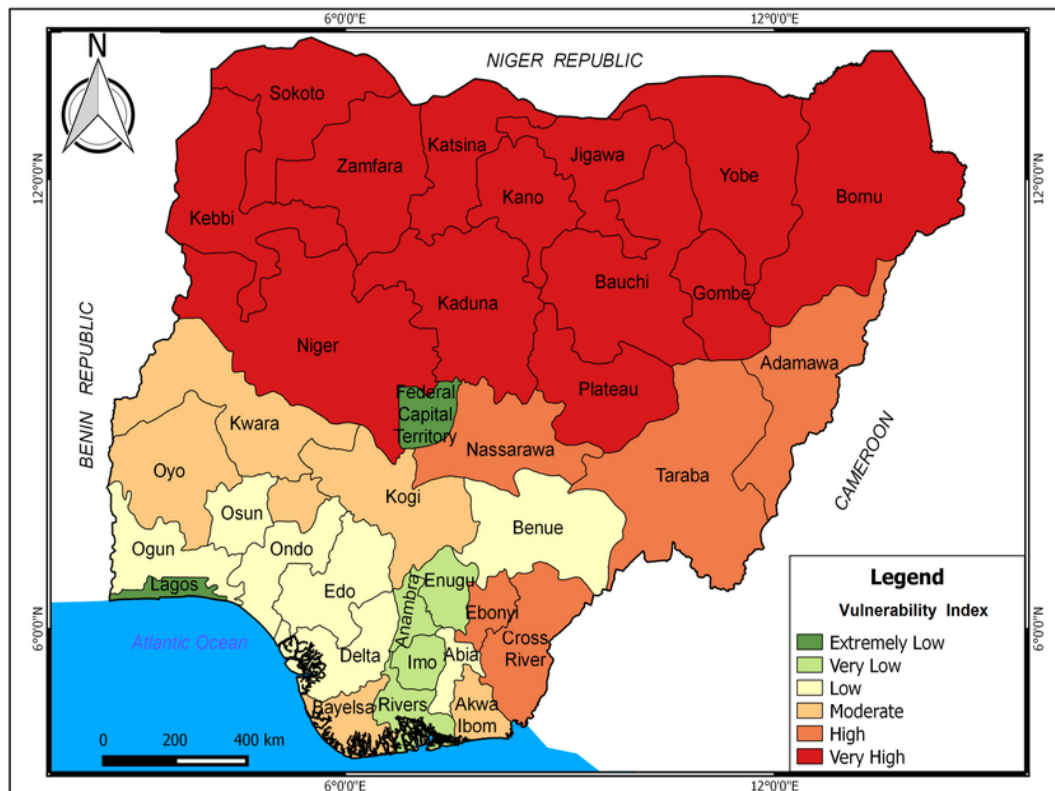 6°0'0"E
12°0'0"E
N
NIGER REPUBLIC
Sokoto
Katsina
Jigawa
Zamfara
Yobe
12°0'0"N
12°0'0"N
Kano
Bornu
Kebbi
Bauchi
Gombe
Kaduna
Niger
BENIN REPUBLIC
Adamawa
Plateau
Federal
Capital
Territory
Kwara
Nassarawa
Oyo
Taraba
CAMEROON
Kogi
Osun
Benue
Ogun
Ondo
Lagos
Enugu
Edo
Anambra
Ebonyi
6°0'0"N
6°0'0"N
Atlantic Ocean
Cross
River
Delta
Imo
Abia
Bayelsa
Rivers
Akwa
Ibom
0 200 400 km
Legend
Vulnerability Index
Extremely Low
Very Low
Low
Moderate
High
Very High
6°0'0"E
12°0'0"E